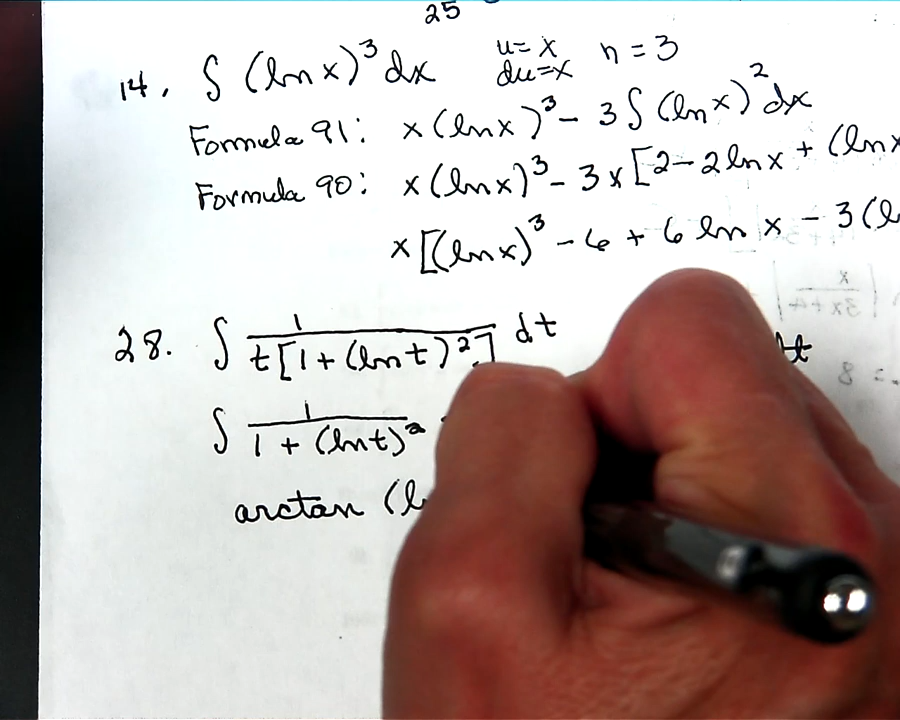 25
14. ∫ (ln x)³ dx u= x n = 3
du=x
Formula 91: x (ln x)³ - 3 ∫ (ln x)² dx
Formula 90: x (ln x)³ - 3 x [2 - 2 ln x + (ln x
x [(ln x)³ - 6 + 6 ln x - 3 (l
28. ∫ 1 / t [1 + (ln t)²] dt
∫ 1 / 1 + (ln t)²
arctan (l